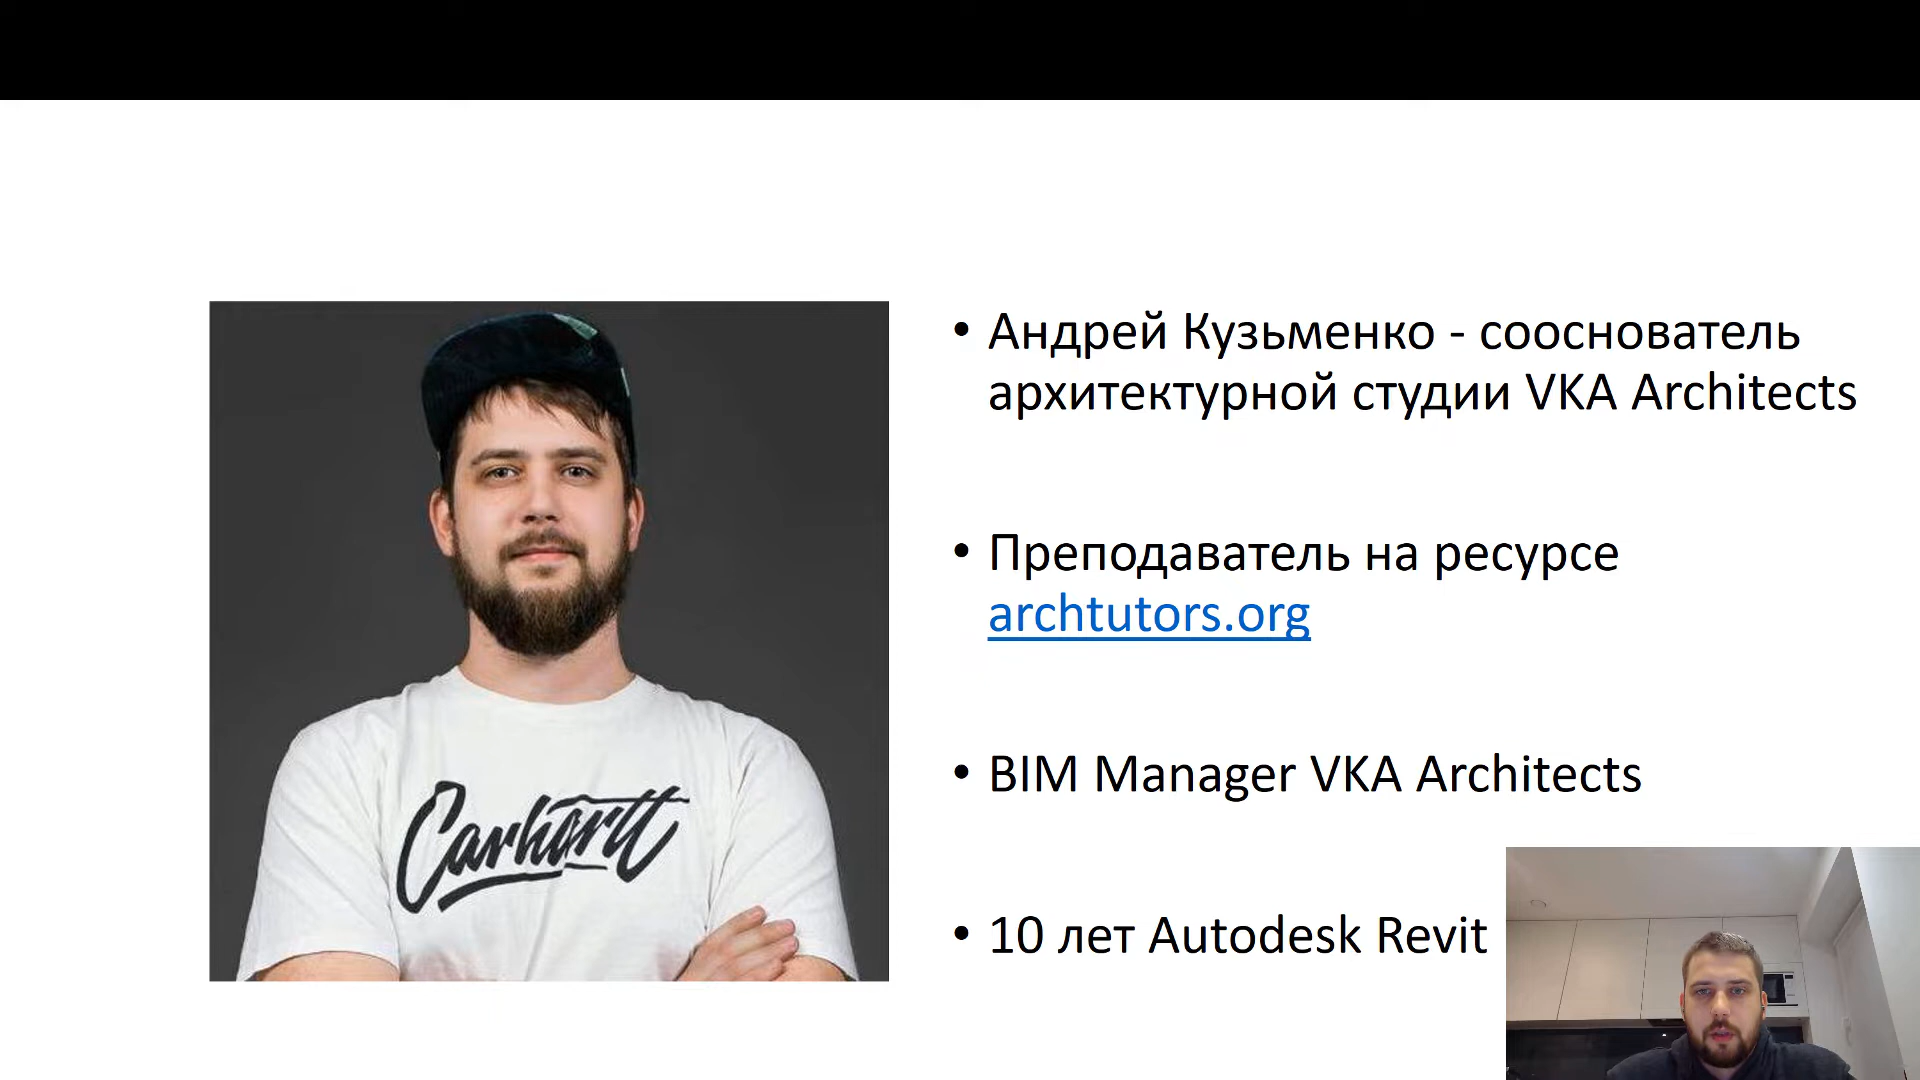 • Андрей Кузьменко - сооснователь
архитектурной студии VKA Architects
• Преподаватель на ресурсе
archtutors.org
• BIM Manager VKA Architects
• 10 лет Autodesk Revit
Carhartt